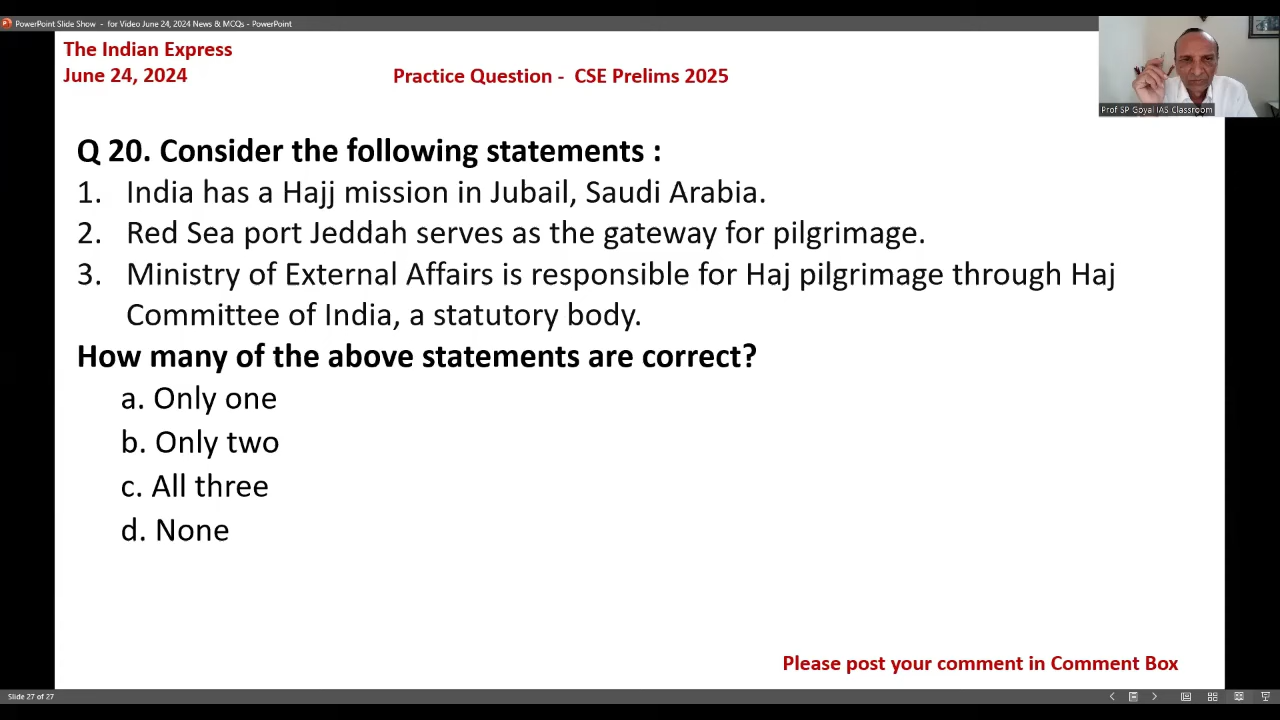 PowerPoint Slide Show - for Video June 24, 2024 News & MCQs - PowerPoint
The Indian Express
June 24, 2024
Practice Question - CSE Prelims 2025
Prof SP Goyal IAS Classroom
Q 20. Consider the following statements :
1. India has a Hajj mission in Jubail, Saudi Arabia.
2. Red Sea port Jeddah serves as the gateway for pilgrimage.
3. Ministry of External Affairs is responsible for Haj pilgrimage through Haj
Committee of India, a statutory body.
How many of the above statements are correct?
a. Only one
b. Only two
c. All three
d. None
Please post your comment in Comment Box
Slide 27 of 27